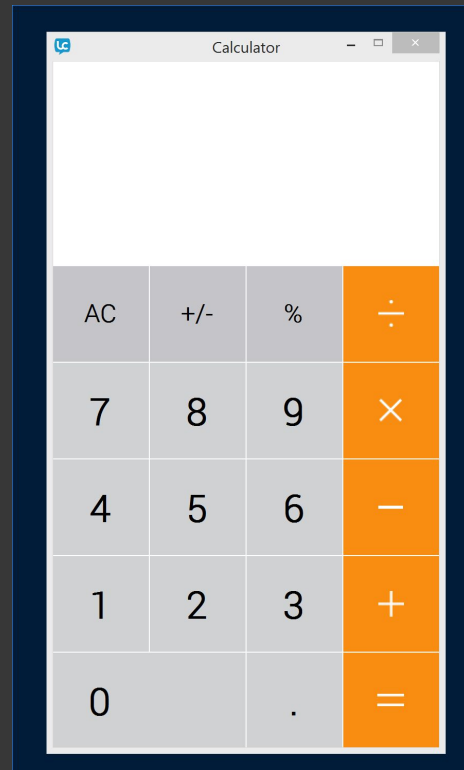 LC Calculator
AC +/- % ÷
7 8 9 ×
4 5 6 −
1 2 3 +
0 . =